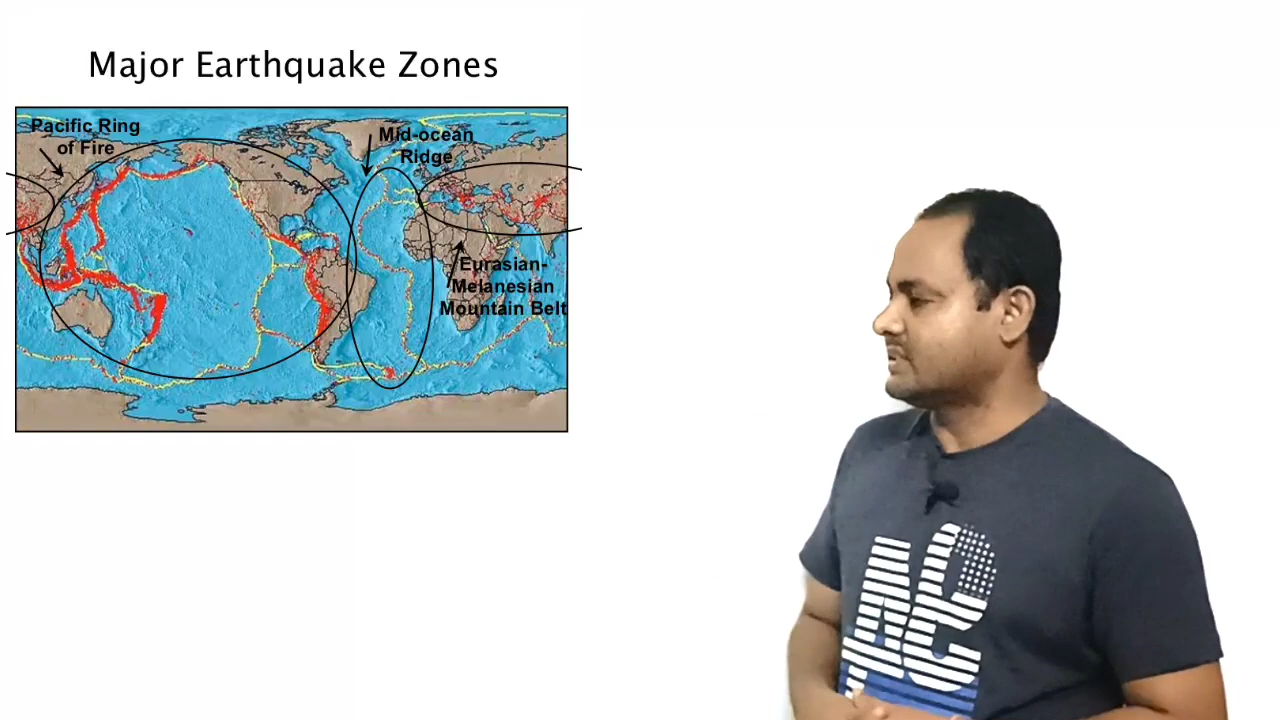 Major Earthquake Zones
Pacific Ring
of Fire
Mid-ocean
Ridge
Eurasian-
Melanesian
Mountain Belt